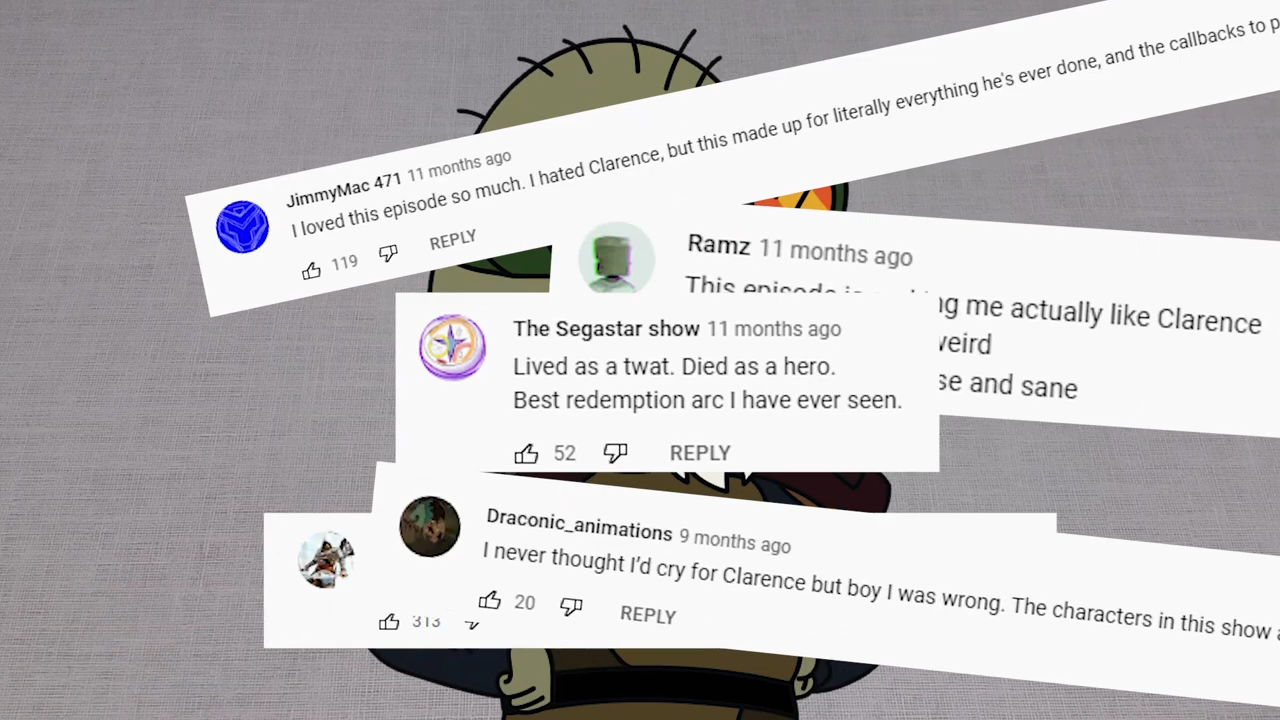 JimmyMac 471 11 months ago
I loved this episode so much. I hated Clarence, but this made up for literally everything he's ever done, and the callbacks to
119 REPLY
Ramz 11 months ago
This episode is me actually like Clarence
and sane
The Segastar show 11 months ago
Lived as a twat. Died as a hero.
Best redemption arc I have ever seen.
52 REPLY
Draconic_animations 9 months ago
I never thought I'd cry for Clarence but boy I was wrong. The characters in this show
20 REPLY
313